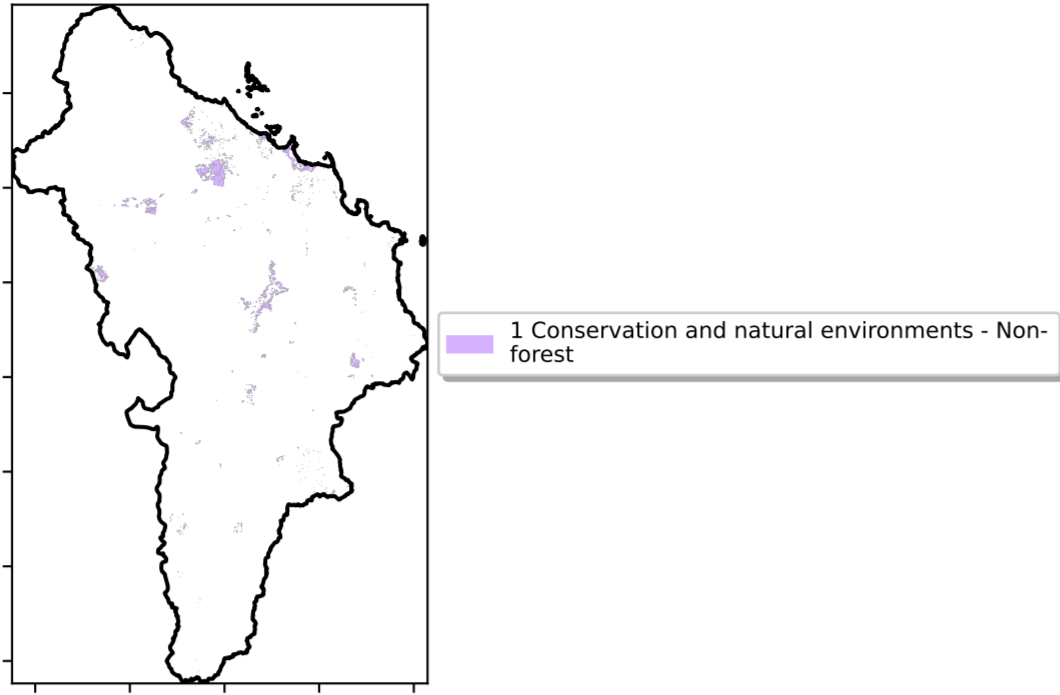 1 Conservation and natural environments - Non-
forest